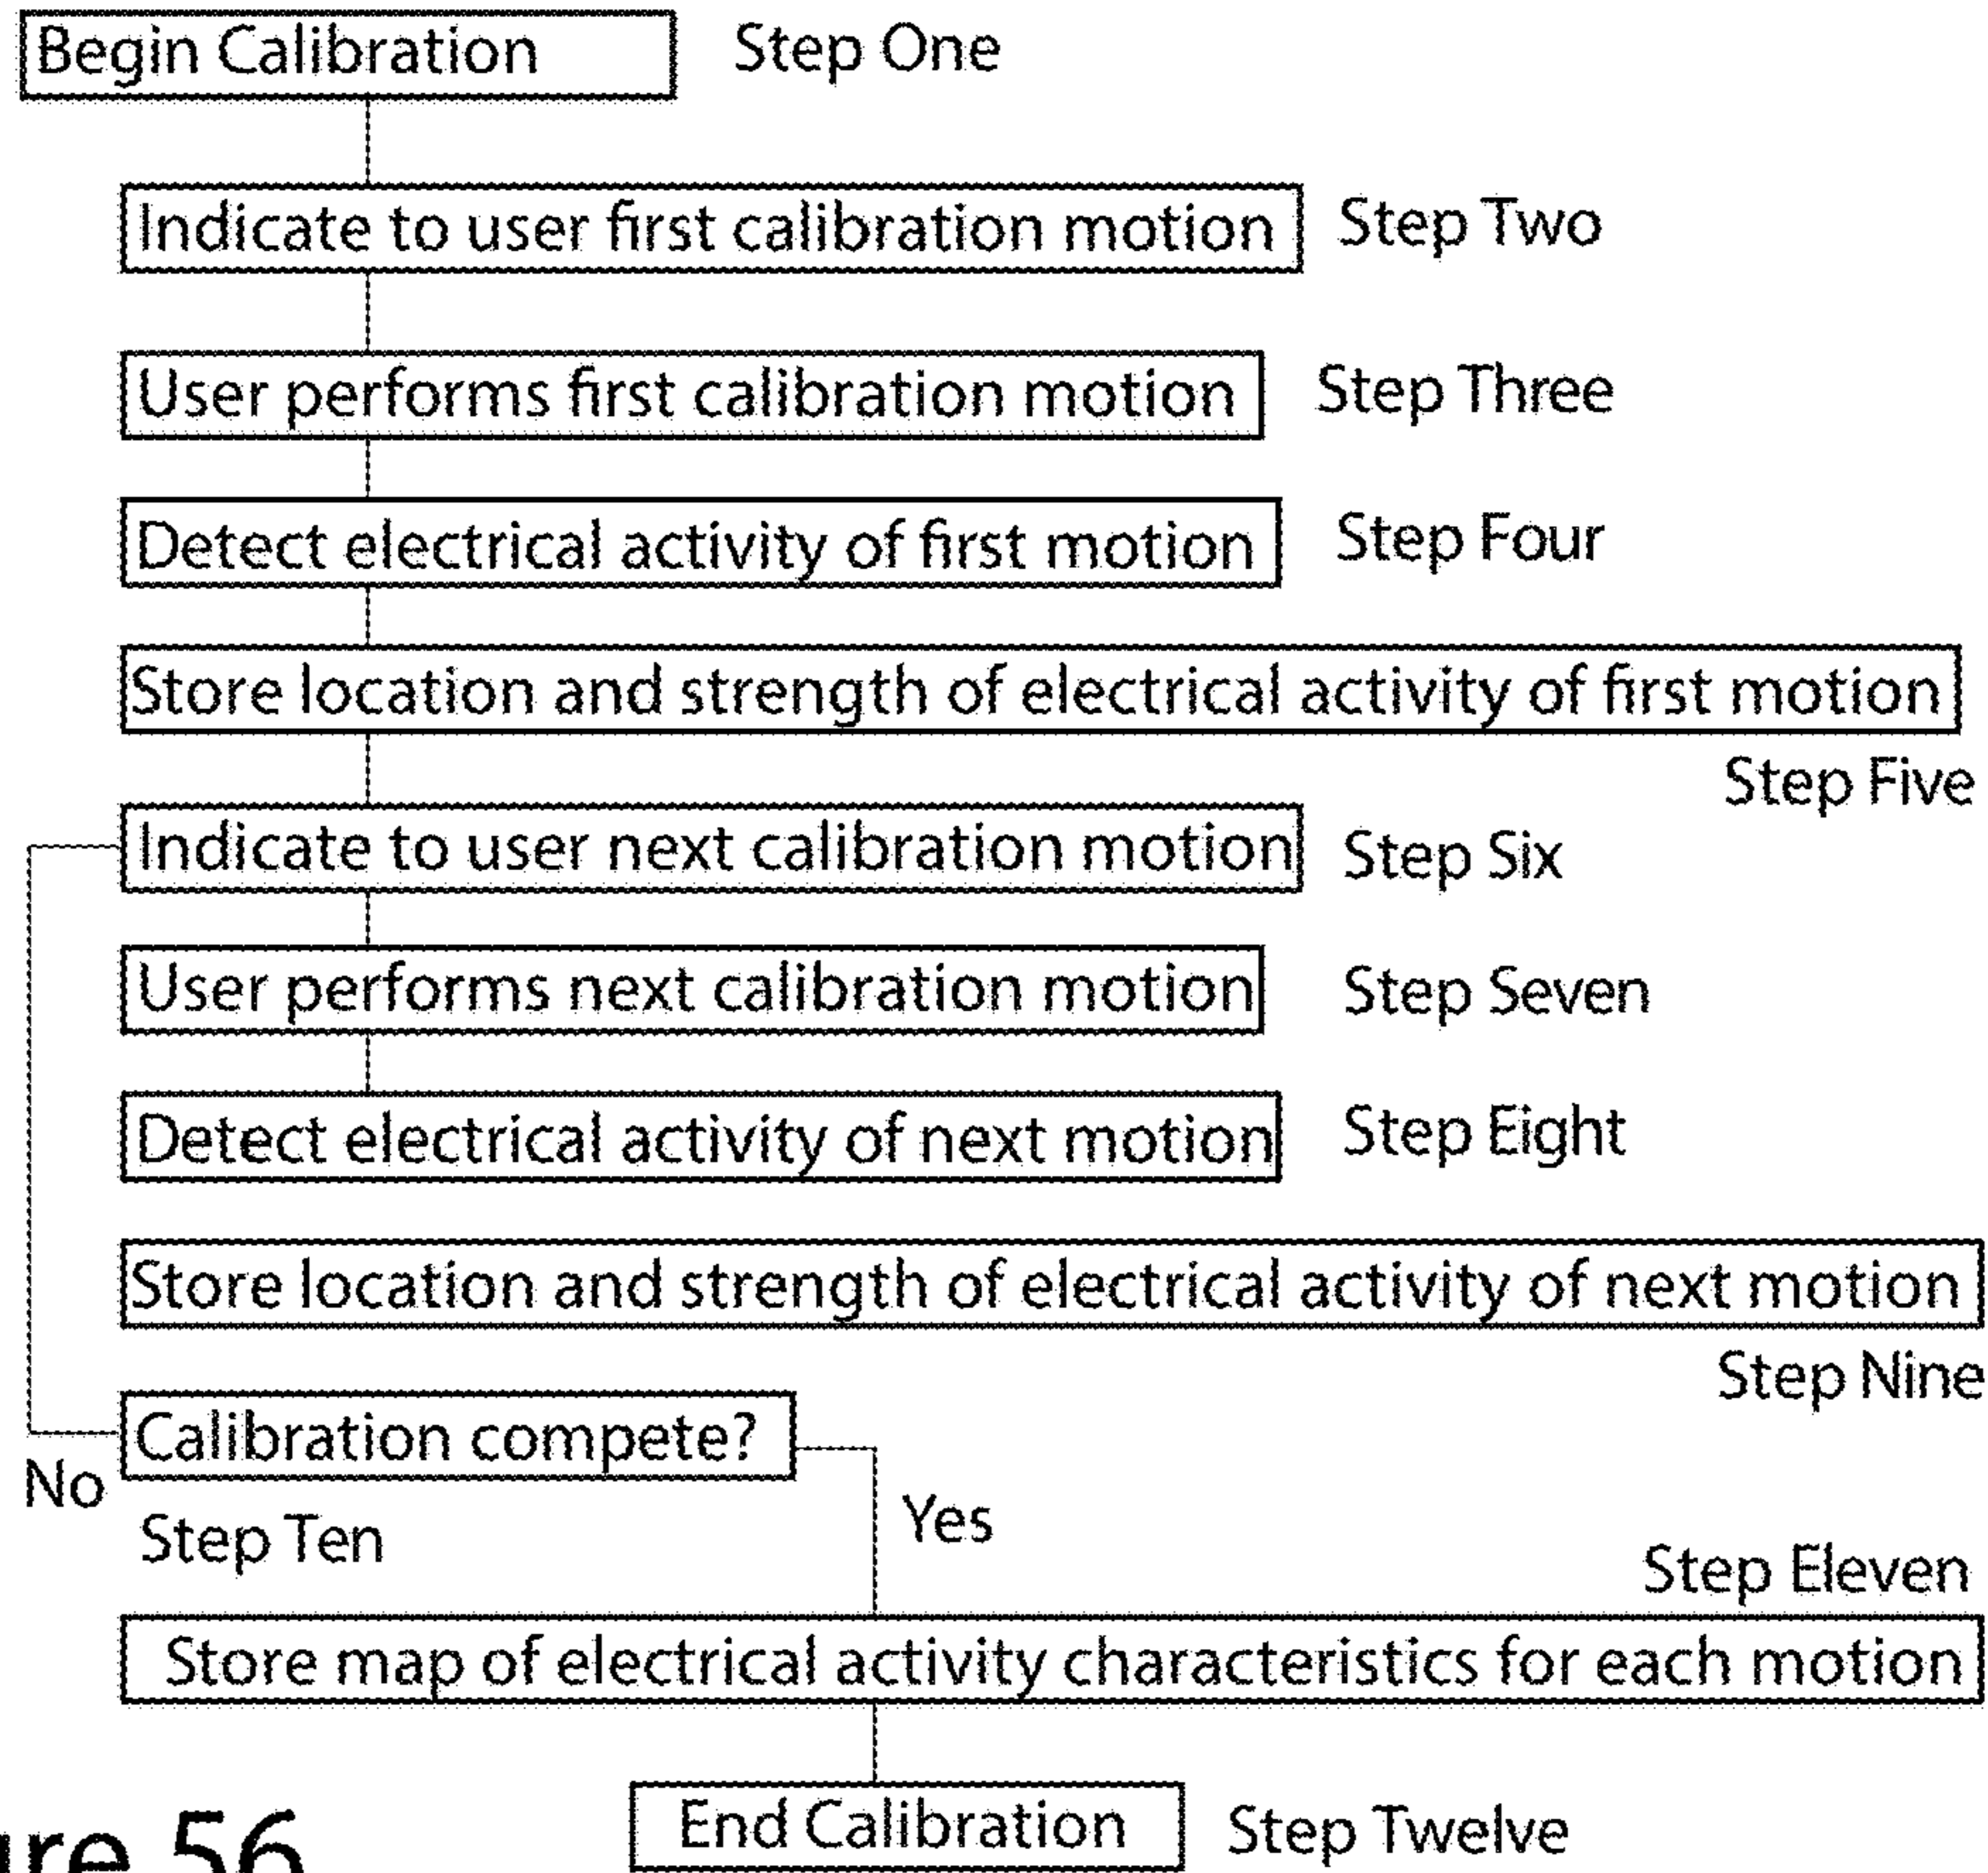 Begin Calibration Step One
Indicate to user first calibration motion Step Two
User performs first calibration motion Step Three
Detect electrical activity of first motion Step Four
Store location and strength of electrical activity of first motion
Step Five
Indicate to user next calibration motion Step Six
User performs next calibration motion Step Seven
Detect electrical activity of next motion Step Eight
Store location and strength of electrical activity of next motion
Step Nine
Calibration compete?
No
Step Ten
Yes
Step Eleven
Store map of electrical activity characteristics for each motion
End Calibration Step Twelve
ure 56